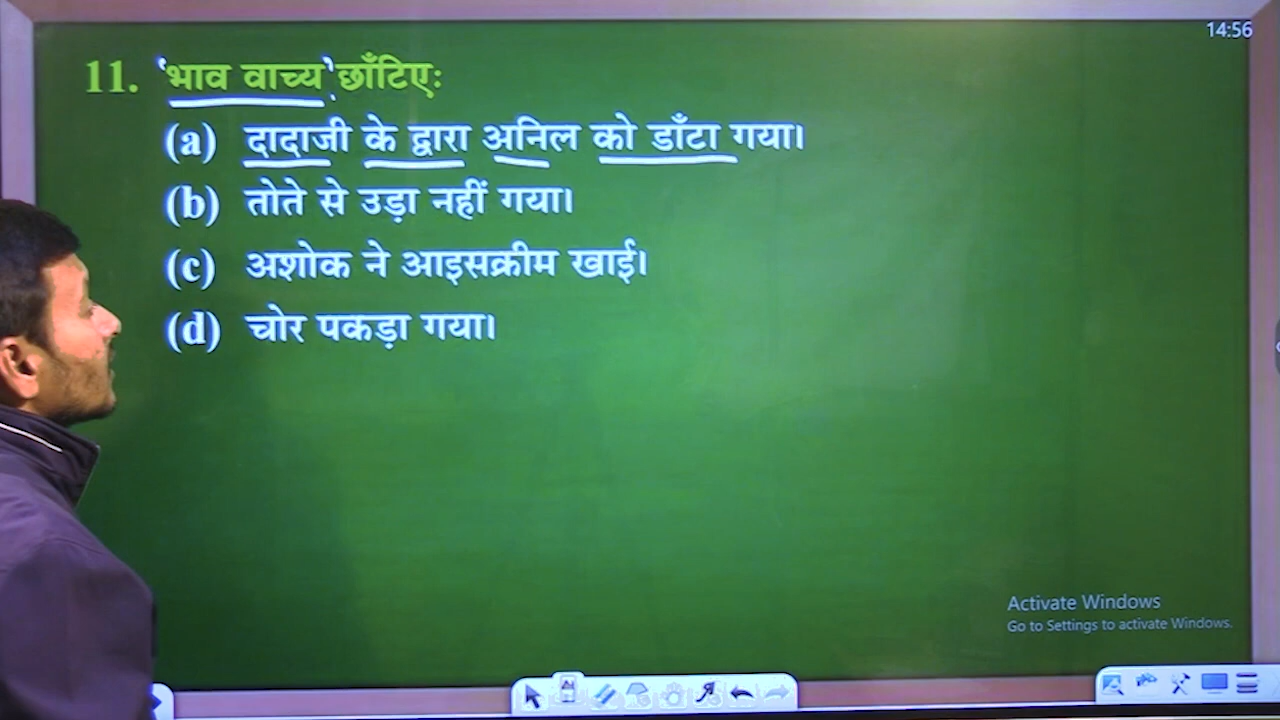 14:56
11. 'भाव वाच्य' छाँटिए:
(a) दादाजी के द्वारा अनिल को डाँटा गया।
(b) तोते से उड़ा नहीं गया।
(c) अशोक ने आइसक्रीम खाई।
(d) चोर पकड़ा गया।
Activate Windows
Go to Settings to activate Windows.